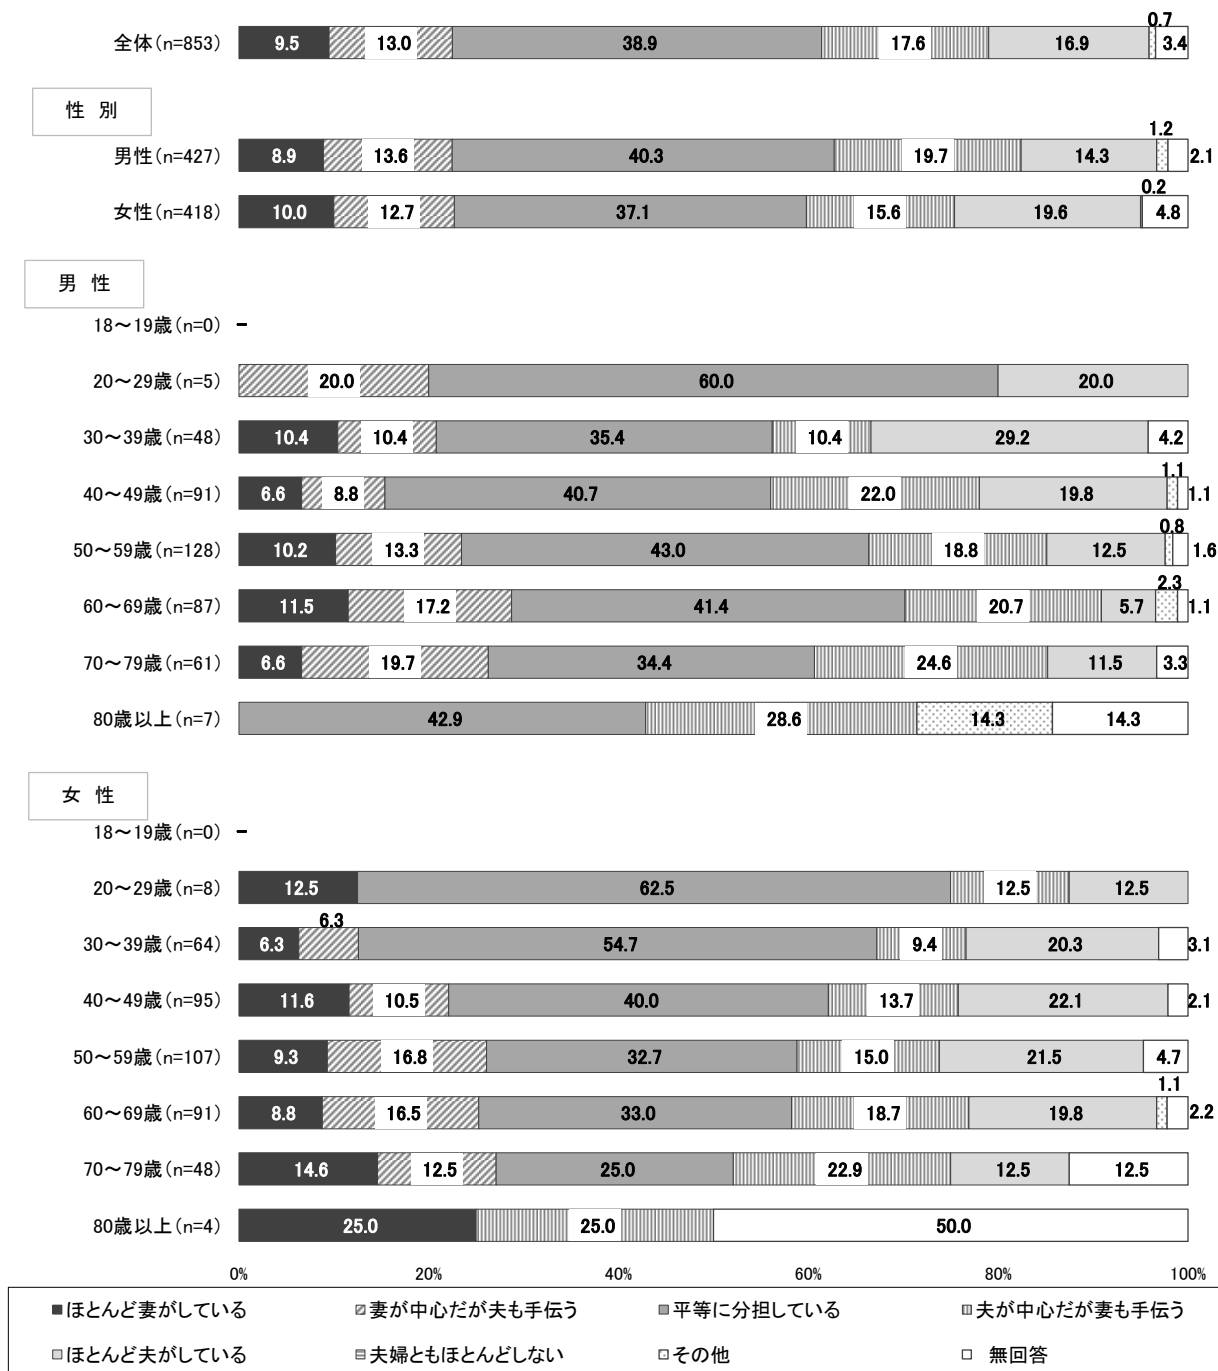 0.7
全体(n=853) 9.5 13.0 38.9 17.6 16.9 3.4
性 別
1.2
男性(n=427) 8.9 13.6 40.3 19.7 14.3 2.1
0.2
女性(n=418) 10.0 12.7 37.1 15.6 19.6 4.8
男 性
18～19歳(n=0)
20～29歳(n=5) 20.0 60.0 20.0
30～39歳(n=48) 10.4 10.4 35.4 10.4 29.2 4.2
1.1
40～49歳(n=91) 6.6 8.8 40.7 22.0 19.8 1.1
0.8
50～59歳(n=128) 10.2 13.3 43.0 18.8 12.5 1.6
2.3
60～69歳(n=87) 11.5 17.2 41.4 20.7 5.7 1.1
70～79歳(n=61) 6.6 19.7 34.4 24.6 11.5 3.3
80歳以上(n=7) 42.9 28.6 14.3 14.3
女 性
18～19歳(n=0)
20～29歳(n=8) 12.5 62.5 12.5 12.5
6.3
30～39歳(n=64) 6.3 54.7 9.4 20.3 3.1
40～49歳(n=95) 11.6 10.5 40.0 13.7 22.1 2.1
50～59歳(n=107) 9.3 16.8 32.7 15.0 21.5 4.7
1.1
60～69歳(n=91) 8.8 16.5 33.0 18.7 19.8 2.2
70～79歳(n=48) 14.6 12.5 25.0 22.9 12.5 12.5
80歳以上(n=4) 25.0 25.0 50.0
0% 20% 40% 60% 80% 100%
ほとんど妻がしている 妻が中心だが夫も手伝う 平等に分担している 夫が中心だが妻も手伝う
ほとんど夫がしている 夫婦ともほとんどしない その他 無回答